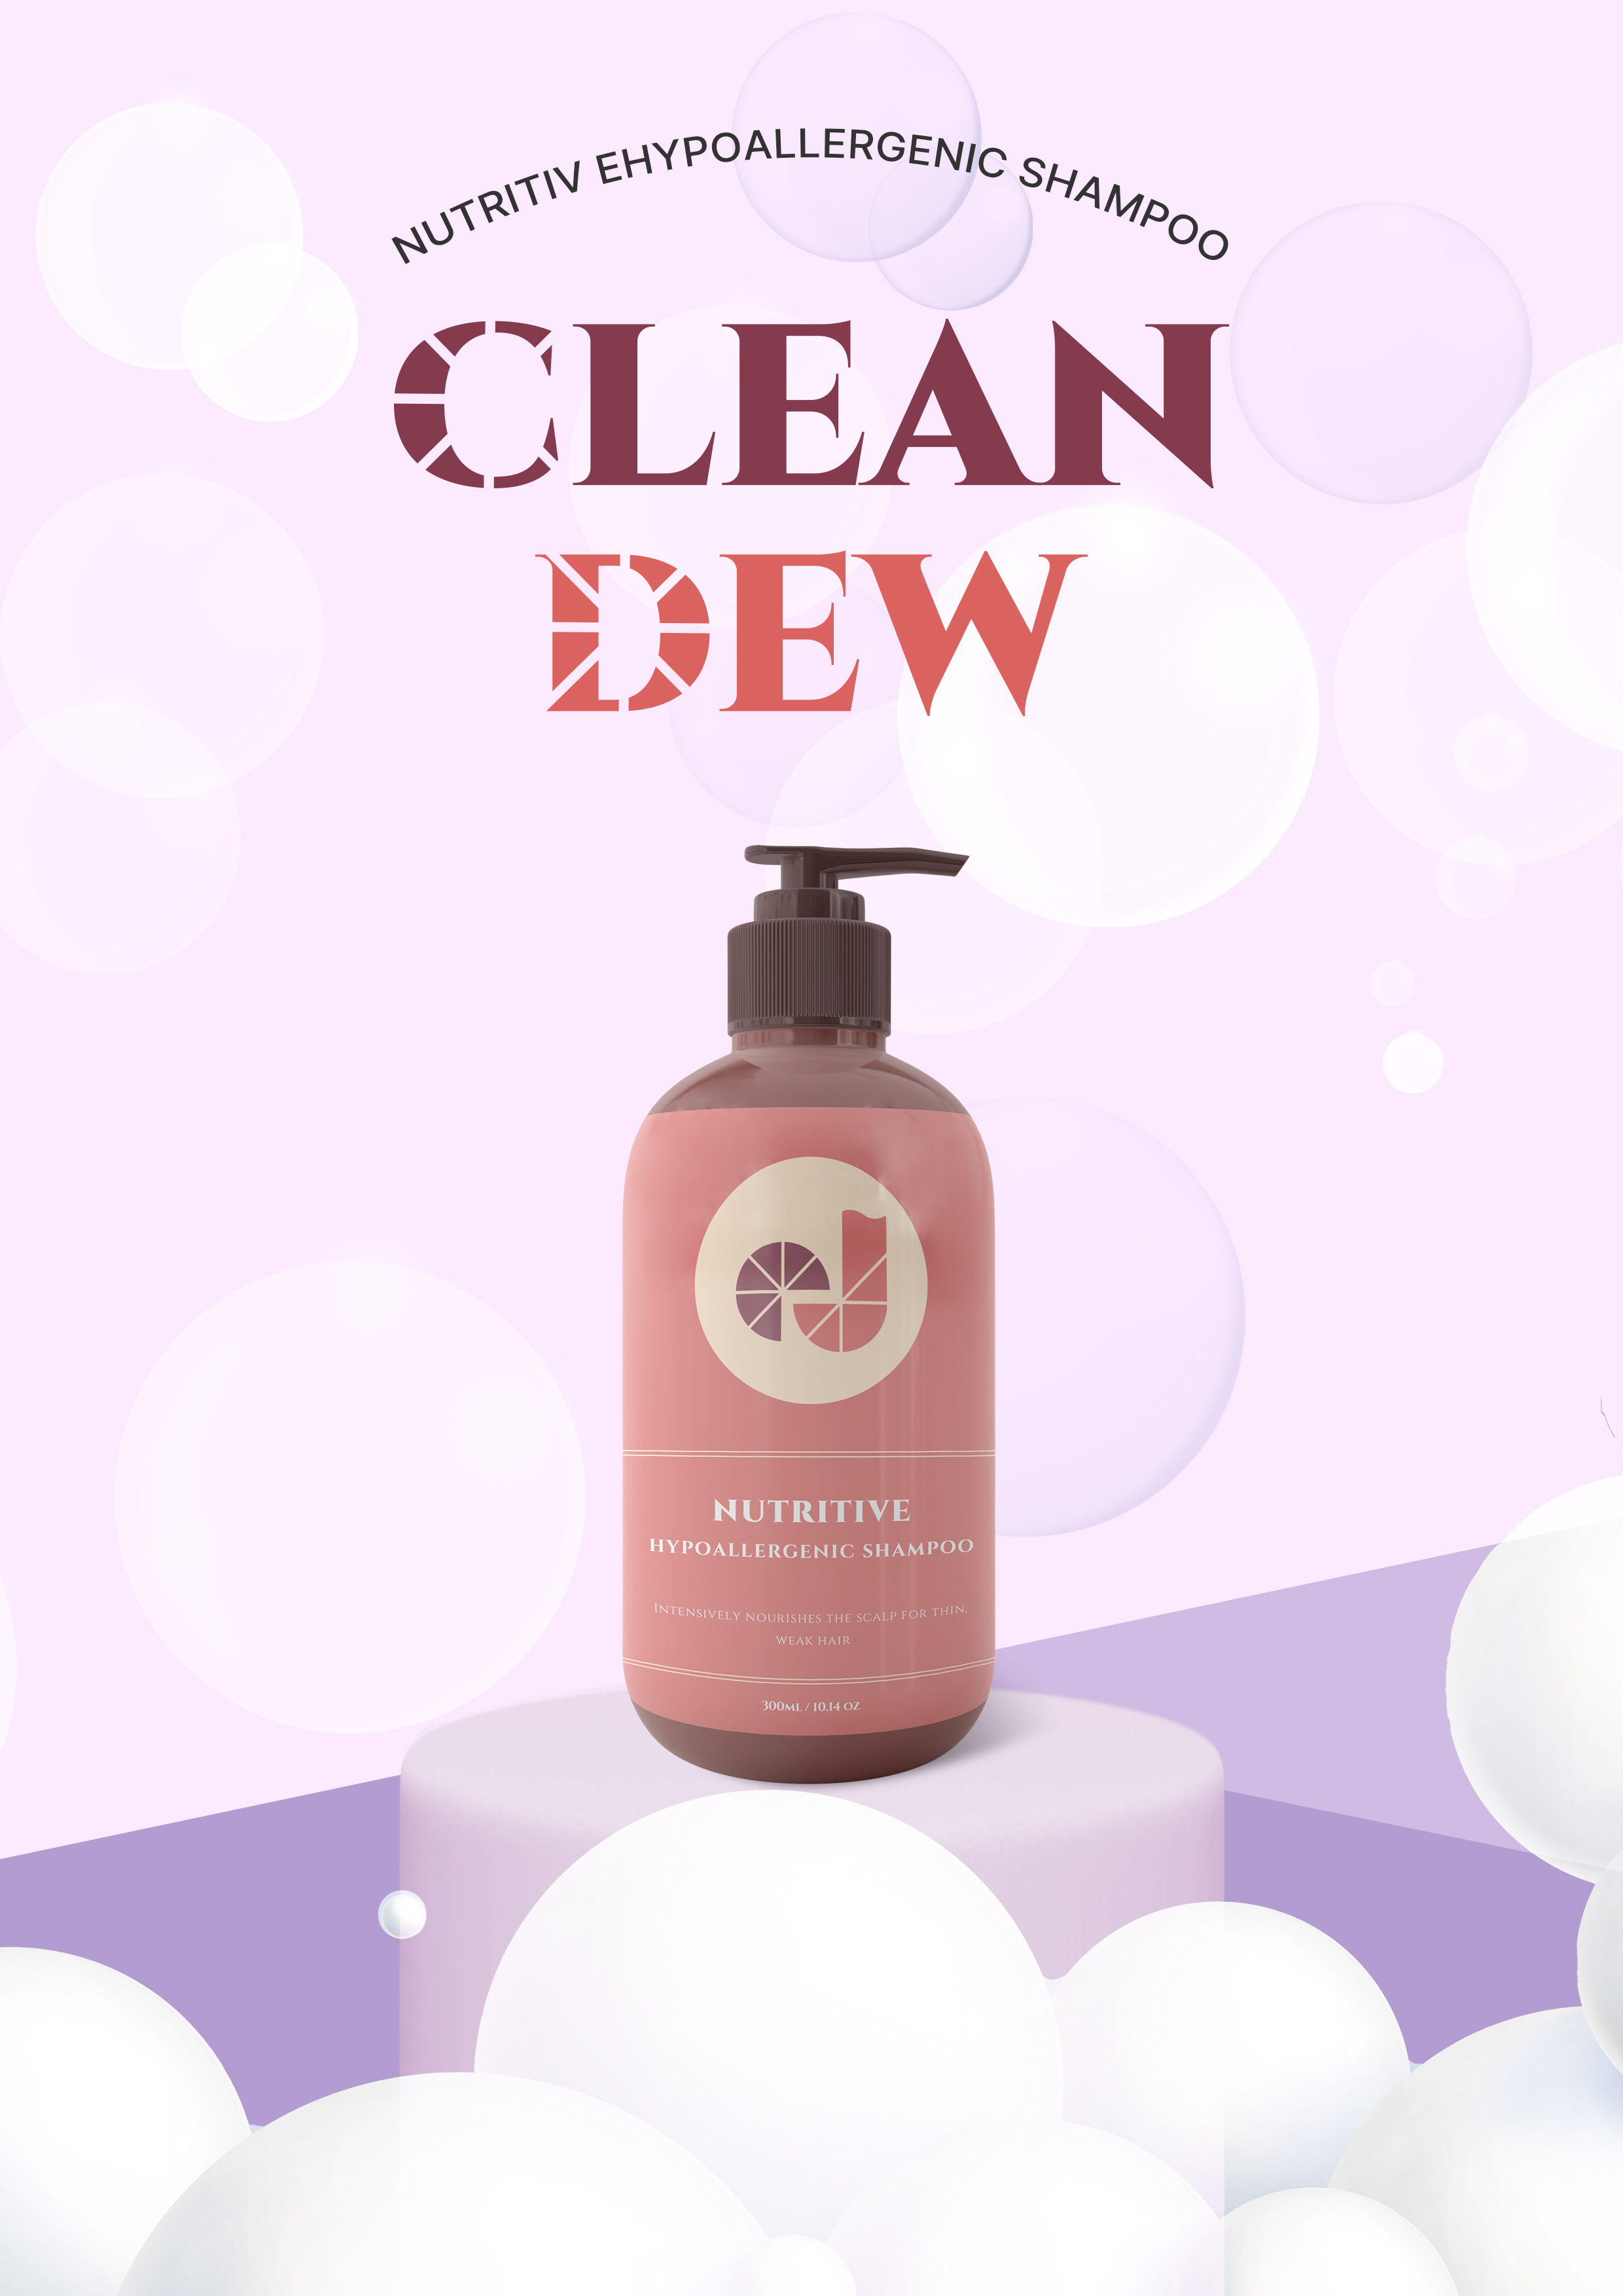 NUTRITIV EHYPOALLERGENIC SHAMPOO
CLEAN
DEW
cd
NUTRITIVE
HYPOALLERGENIC SHAMPOO
INTENSIVELY NOURISHES THE SCALP FOR THIN,
WEAK HAIR
300ML / 10.14 OZ